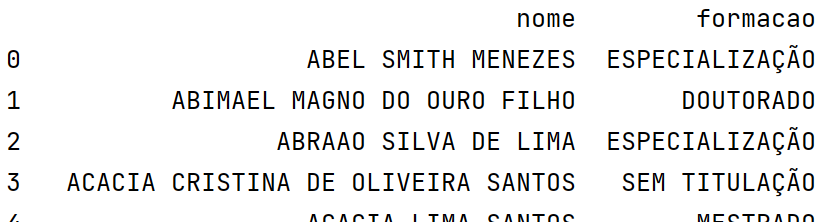 nome formacao
0 ABEL SMITH MENEZES ESPECIALIZAÇÃO
1 ABIMAEL MAGNO DO OURO FILHO DOUTORADO
2 ABRAAO SILVA DE LIMA ESPECIALIZAÇÃO
3 ACACIA CRISTINA DE OLIVEIRA SANTOS SEM TITULAÇÃO
4 ACACIA LIMA SANTOS MESTRADO